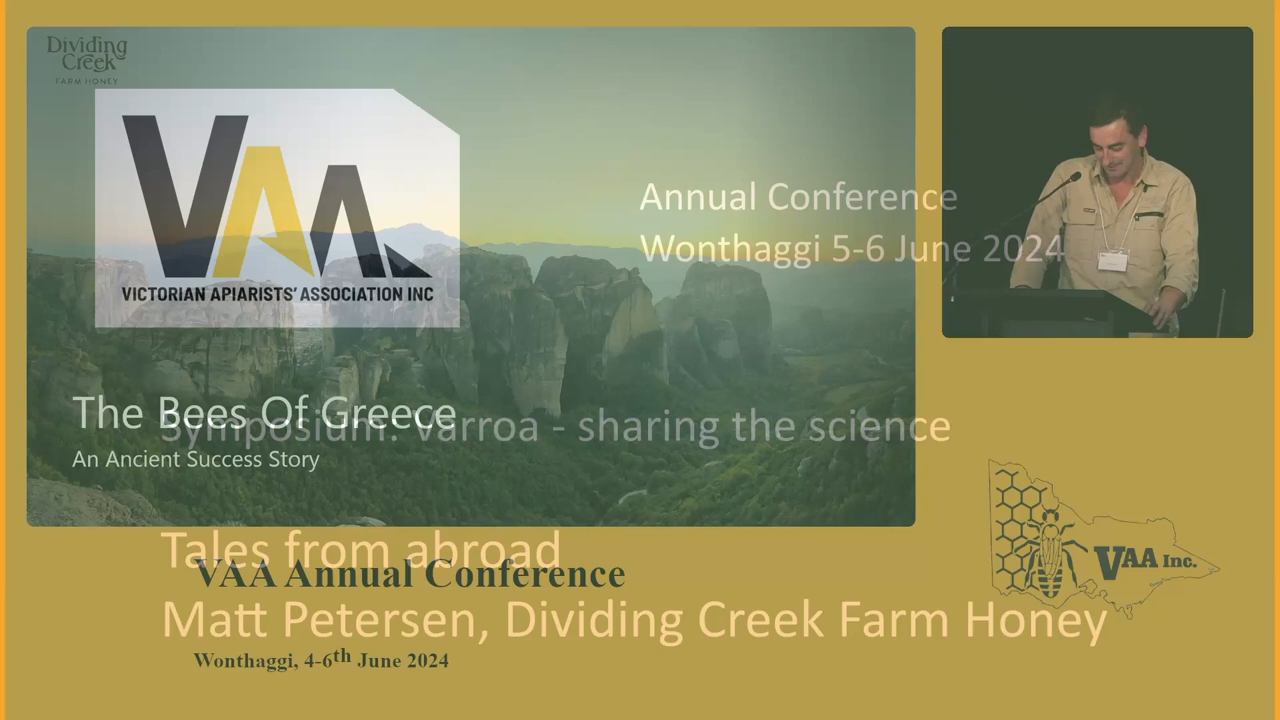 Dividing
Creek
FARM HONEY
VAA
VICTORIAN APIARISTS' ASSOCIATION INC
Annual Conference
Wonthaggi 5-6 June 2024
The Bees Of Greece
An Ancient Success Story
Symposium: Varroa - sharing the science
Tales from abroad
VAA Annual Conference
Matt Petersen, Dividing Creek Farm Honey
Wonthaggi, 4-6th June 2024
VAA Inc.